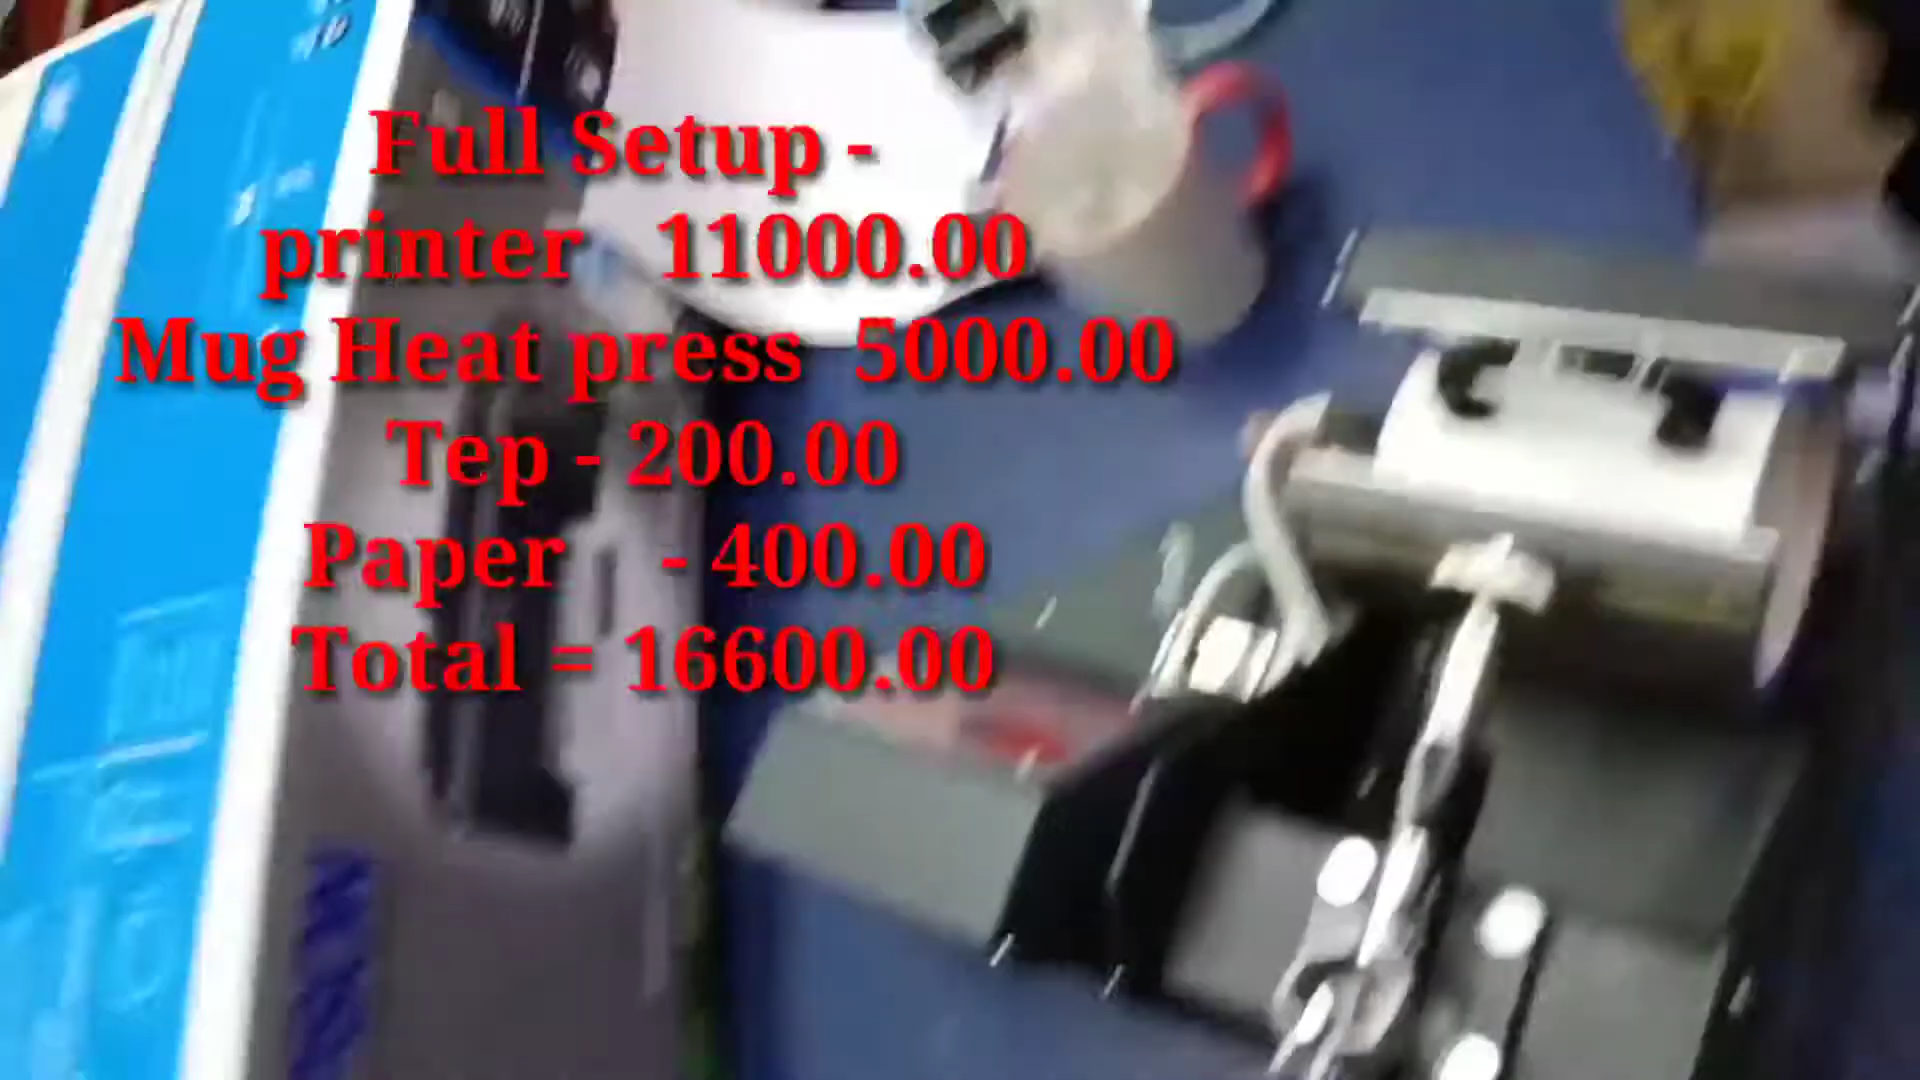 Full Setup -
printer 11000.00
Mug Heat press 5000.00
Tep - 200.00
Paper - 400.00
Total = 16600.00